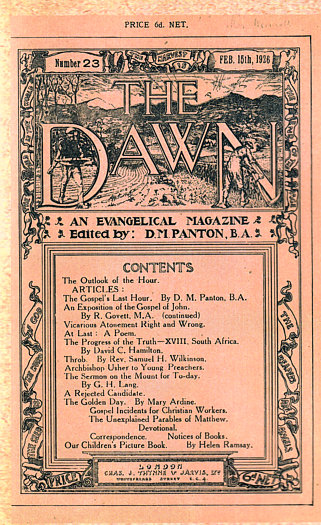 PRICE 6d. NET.
Number 23
THE HARVEST IS
FEB. 15th, 1926
THE
DAWN
AN EVANGELICAL MAGAZINE
Edited by: D.M. PANTON, B.A.
CONTENTS
The Outlook of the Hour.
ARTICLES:
The Gospel's Last Hour. By D. M. Panton, B.A.
An Exposition of the Gospel of John.
By R. Govett, M.A. (continued)
Vicarious Atonement Right and Wrong.
At Last: A Poem.
The Progress of the Truth—XVIII, South Africa.
By David C. Hamilton.
Throb. By Rev. Samuel H. Wilkinson.
Archbishop Usher to Young Preachers.
The Sermon on the Mount for To-day.
By G. H. Lang.
A Rejected Candidate.
The Golden Day. By Mary Ardine.
Gospel Incidents for Christian Workers.
The Unexplained Parables of Matthew.
Devotional.
Correspondence. Notices of Books.
Our Children's Picture Book. By Helen Ramsay.
PRICE
LONDON
CHAS. J. THYNNE & JARVIS, LTD
WHITEFRIARS STREET E.C.4.
6d NET